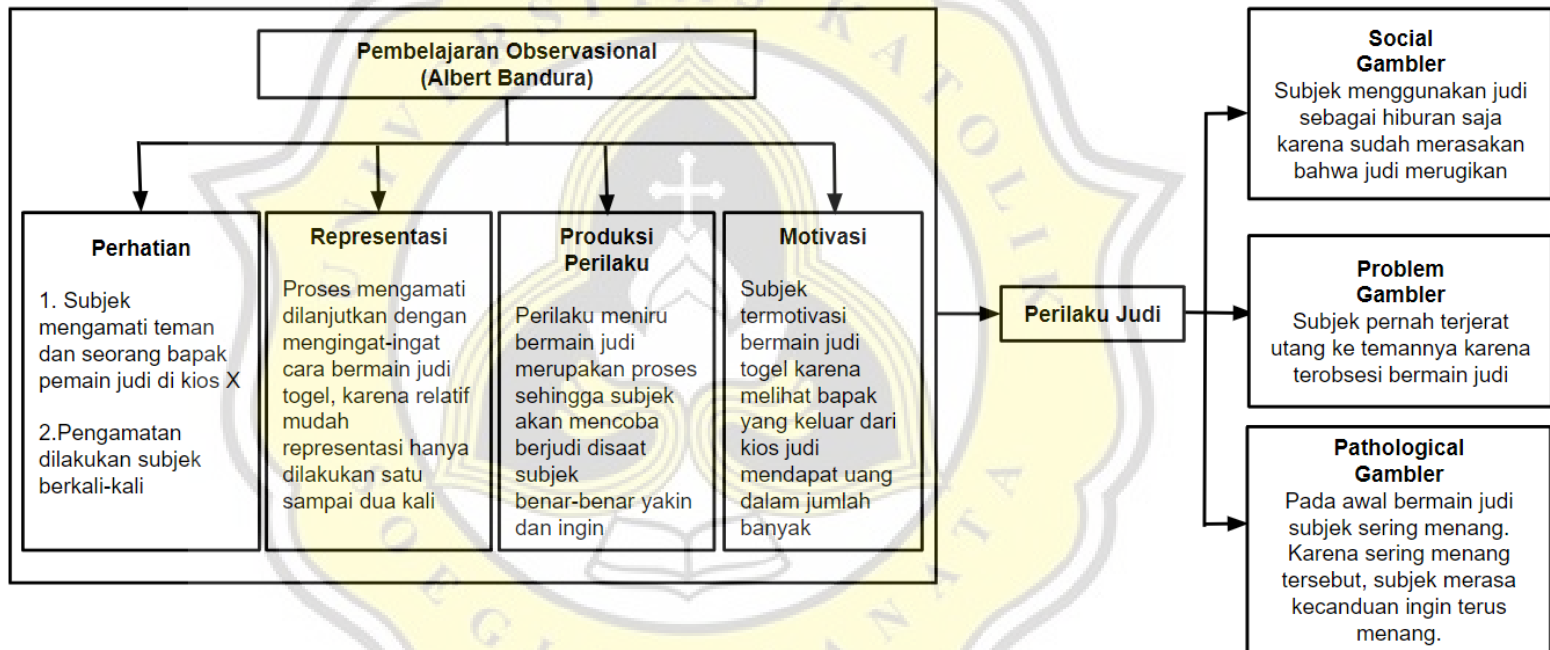 Pembelajaran Observasional
(Albert Bandura)
Perhatian
1. Subjek
mengamati teman
dan seorang bapak
pemain judi di kios X
2.Pengamatan
dilakukan subjek
berkali-kali
Representasi
Proses mengamati
dilanjutkan dengan
mengingat-ingat
cara bermain judi
togel, karena relatif
mudah
representasi hanya
dilakukan satu
sampai dua kali
Produksi
Perilaku
Perilaku meniru
bermain judi
merupakan proses
sehingga subjek
akan mencoba
berjudi disaat
subjek
benar-benar yakin
dan ingin
Motivasi
Subjek
termotivasi
bermain judi
togel karena
melihat bapak
yang keluar dari
kios judi
mendapat uang
dalam jumlah
banyak
Perilaku Judi
Social
Gambler
Subjek menggunakan judi
sebagai hiburan saja
karena sudah merasakan
bahwa judi merugikan
Problem
Gambler
Subjek pernah terjerat
utang ke temannya karena
terobsesi bermain judi
Pathological
Gambler
Pada awal bermain judi
subjek sering menang.
Karena sering menang
tersebut, subjek merasa
kecanduan ingin terus
menang.
KATOLIK